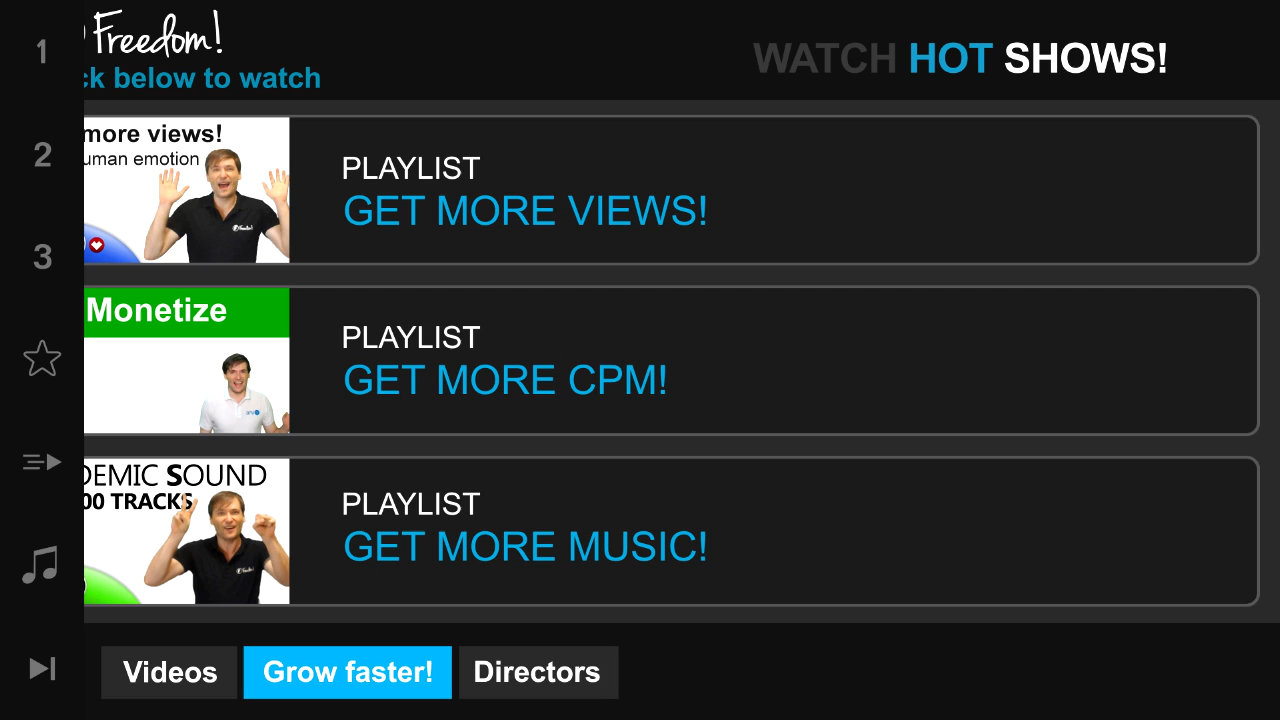 1
Freedom!
ck below to watch
WATCH HOT SHOWS!
2
3
more views!
uman emotion
PLAYLIST
GET MORE VIEWS!
Monetize
PLAYLIST
GET MORE CPM!
DEMIC SOUND
00 TRACKS
PLAYLIST
GET MORE MUSIC!
Videos
Grow faster!
Directors